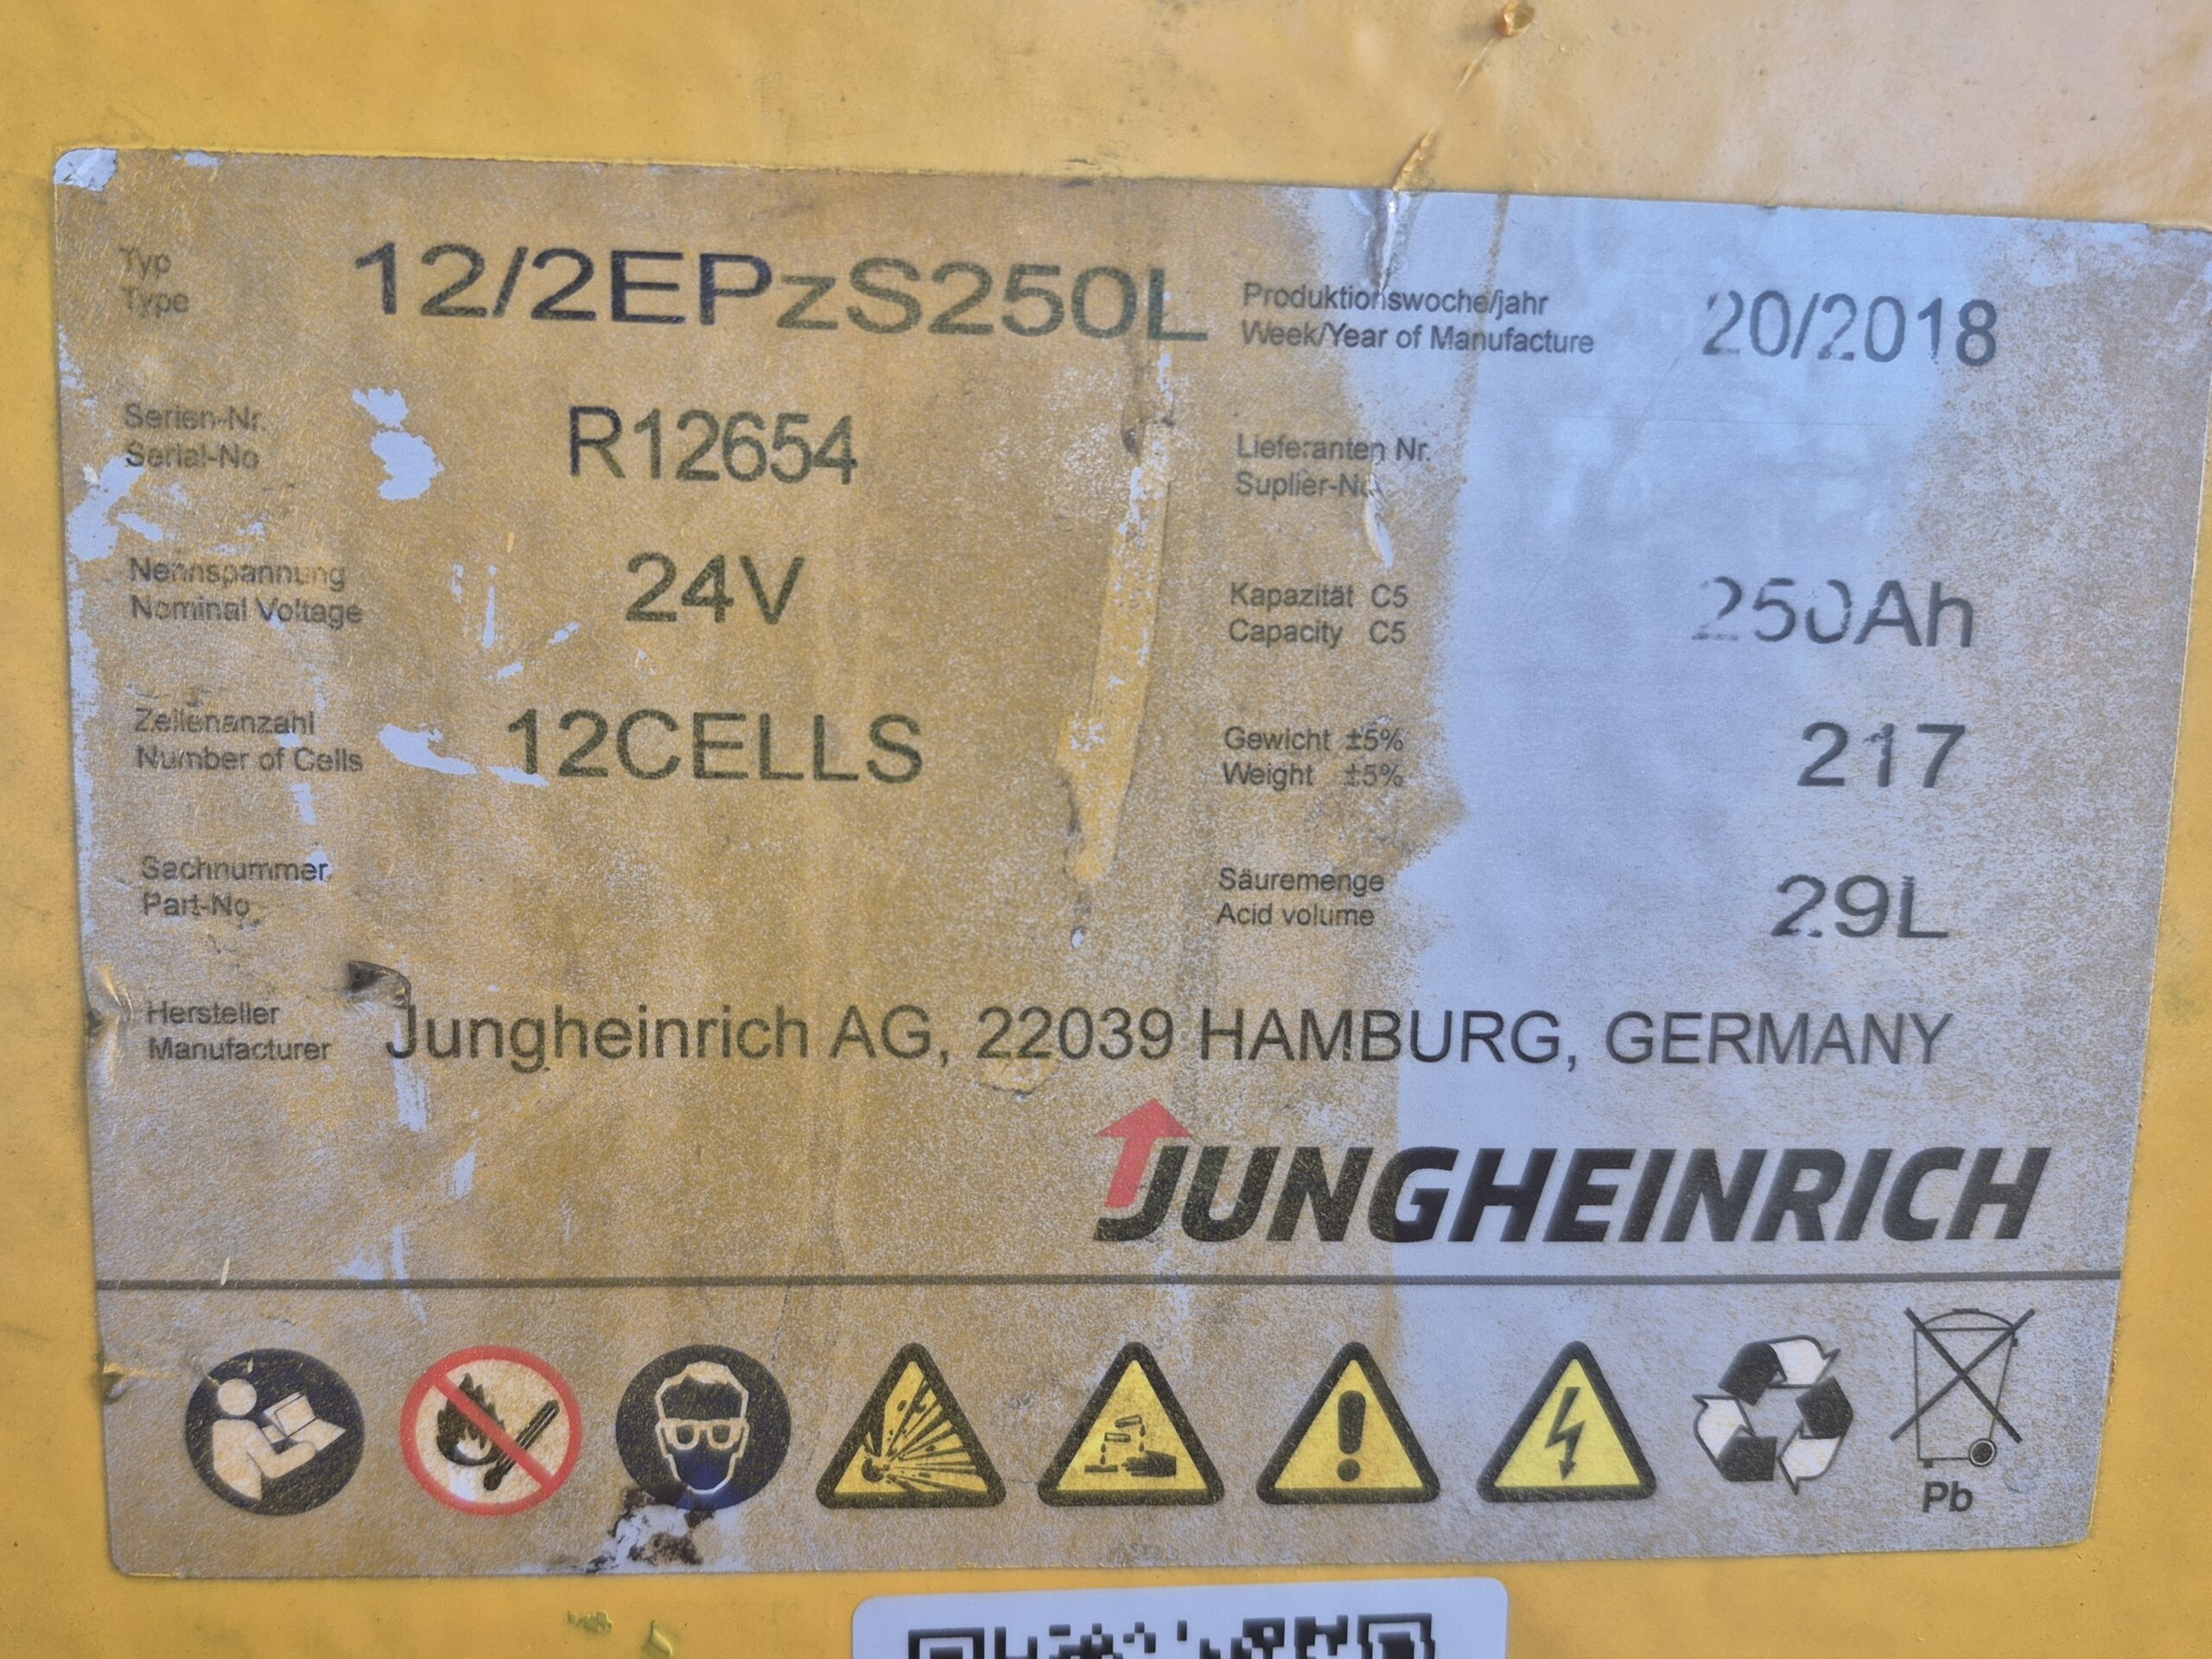 Typ
Type
12/2EPzS250L
Produktionswoche/jahr
Week/Year of Manufacture
20/2018
Serien-Nr.
Serial-No
R12654
Lieferanten Nr.
Suplier-No
Nennspannung
Nominal Voltage
24V
Kapazität C5
Capacity C5
250Ah
Zellenanzahl
Number of Cells
12CELLS
Gewicht ±5%
Weight ±5%
217
Sachnummer
Part-No
Säuremenge
Acid volume
29L
Hersteller
Manufacturer
Jungheinrich AG, 22039 HAMBURG, GERMANY
JUNGHEINRICH
Pb